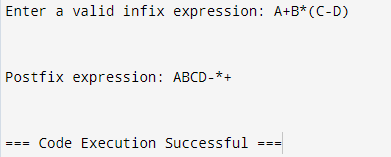 Enter a valid infix expression: A+B*(C-D)
Postfix expression: ABCD-*+
=== Code Execution Successful ===